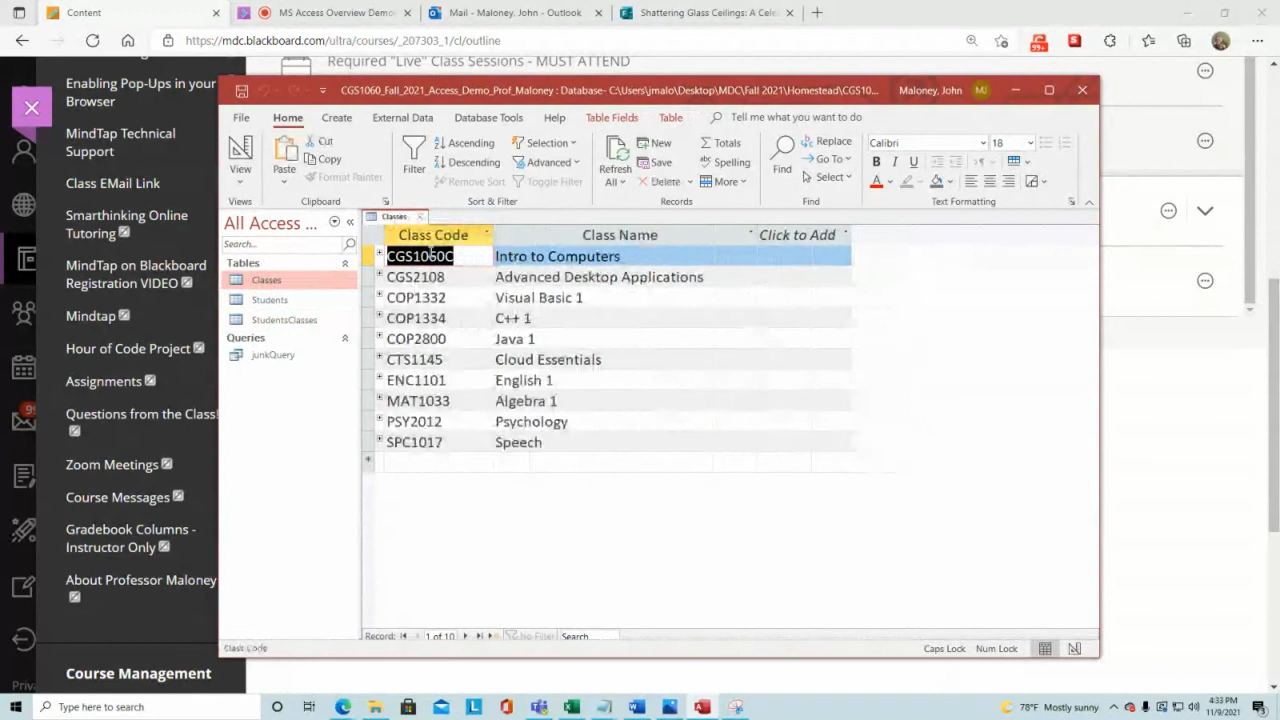 Content
MS Access Overview Demo
Mail - Maloney, John - Outlook
Shattering Glass Ceilings: A Cele
https://mdc.blackboard.com/ultra/courses/_207303_1/cl/outline
99+
Required "Live" Class Sessions - MUST ATTEND
Enabling Pop-Ups in your
Browser
MindTap Technical
Support
Class EMail Link
Smarthinking Online
Tutoring
MindTap on Blackboard
Registration VIDEO
Mindtap
Hour of Code Project
Assignments
Questions from the Class!
Zoom Meetings
Course Messages
Gradebook Columns -
Instructor Only
About Professor Maloney
Course Management
Priva
99
CGS1060_Fall_2021_Access_Demo_Prof_Maloney : Database- C:\Users\jmalo\Desktop\MDC\Fall 2021\Homestead\CGS10...
Maloney, John
MJ
File
Home
Create
External Data
Database Tools
Help
Table Fields
Table
Tell me what you want to do
View
Paste
Cut
Copy
Format Painter
Filter
Ascending
Descending
Remove Sort
Selection
Advanced
Toggle Filter
Refresh
All
New
Save
Delete
Totals
Spelling
More
Find
Replace
Go To
Select
Calibri
18
B
I
U
A
Views
Clipboard
Sort & Filter
Records
Find
Text Formatting
All Access ...
Search...
Tables
Classes
Students
StudentsClasses
Queries
junkQuery
Classes
Class Code
Class Name
Click to Add
CGS1060C Intro to Computers
CGS2108 Advanced Desktop Applications
COP1332 Visual Basic 1
COP1334 C++ 1
COP2800 Java 1
CTS1145 Cloud Essentials
ENC1101 English 1
MAT1033 Algebra 1
PSY2012 Psychology
SPC1017 Speech
Record:
1 of 10
No Filter
Search
Class Code
Caps Lock
Num Lock
Type here to search
78°F Mostly sunny
4:33 PM
11/9/2021
3